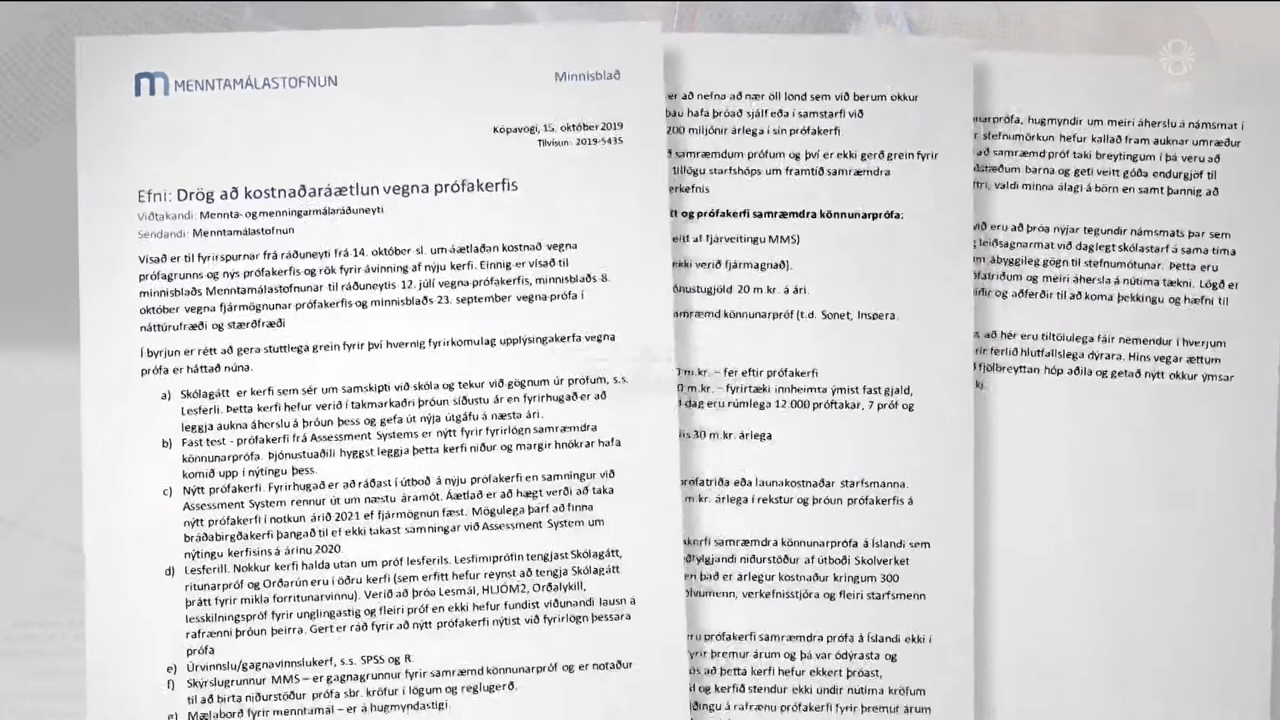 MENNTAMÁLASTOFNUN
Minnisblað
Kópavogi, 15. október 2019
Tilvísun: 2019-5435
Efni: Drög að kostnaðaráætlun vegna prófakerfis
Viðtakandi: Mennta- og menningarmálaráðuneyti
Sendandi: Menntamálastofnun
Vísað er til fyrirspurnar frá ráðuneyti frá 14. október sl. um áætlaðan kostnað vegna
prófagrunns og nýs prófakerfis og rök fyrir ávinning af nýju kerfi. Einnig er vísað til
minnisblaðs Menntamálastofnunar til ráðuneytis 12. júlí vegna prófakerfis, minnisblaðs 8.
október vegna fjármögnunar prófakerfis og minnisblaðs 23. september vegna prófa í
náttúrufræði og stærðfræði
Í byrjun er rétt að gera stuttlega grein fyrir því hvernig fyrirkomulag upplýsingakerfa vegna
prófa er háttað núna.
a) Skólagátt er kerfi sem sér um samskipti við skóla og tekur við gögnum úr prófum, s.s.
Lesferli. Þetta kerfi hefur verið í takmarkaðri þróun síðustu ár en fyrirhugað er að
leggja aukna áherslu á þróun þess og gefa út nýja útgáfu á næsta ári.
b) Fast test - prófakerfi frá Assessment Systems er nýtt fyrir fyrirlögn samræmdra
könnunarprófa. Þjónustuaðili hyggst leggja þetta kerfi niður og margir hnökrar hafa
komið upp í nýtingu þess.
c) Nýtt prófakerfi. Fyrirhugað er að ráðast í útboð á nýju prófakerfi en samningur við
Assessment System rennur út um næstu áramót. Áætlað er að hægt verði að taka
nýtt prófakerfi í notkun árið 2021 ef fjármögnun fæst. Mögulega þarf að finna
bráðabirgðakerfi þangað til ef ekki takast samningar við Assessment System um
nýtingu kerfisins á árinu 2020.
d) Lesferill. Nokkur kerfi halda utan um próf lesferils. Lesfimiprófin tengjast Skólagátt,
ritunarpróf og Orðarún eru í öðru kerfi (sem erfitt hefur reynst að tengja Skólagátt
þrátt fyrir mikla forritunarvinnu). Verið að þróa Lesmál, HLJÓM2, Orðalykill,
lesskilningspróf fyrir unglingastig og fleiri próf en ekki hefur fundist viðunandi lausn á
rafrænni þróun þeirra. Gert er ráð fyrir að nýtt prófakerfi nýtist við fyrirlögn þessara
prófa
e) Úrvinnslu/gagnavinnslukerf, s.s. SPSS og R.
f) Skýrslugrunnur MMS – er gagnagrunnur fyrir samræmd könnunarpróf og er notaður
til að birta niðurstöður prófa sbr. kröfur í lögum og reglugerð.
g) Mælaborð fyrir menntamál – er á hugmyndastigi.
er að nefna að nær öll lönd sem við berum okkur
þau hafa þróað sjálf eða í samstarfi við
200 miljónir árlega í sín prófakerfi
samræmdum prófum og því er ekki gerð grein fyrir
tillögu starfshóps um framtíð samræmdra
og prófakerfi samræmdra könnunarprófa:
af fjárveitingu MMS)
ekki verið fjármagnað).
20 m.kr. á ári.
könnunarpróf (t.d. Sonet, Inspera.
m.kr. – fer eftir prófakerfi
m.kr. – fyrirtæki innheimta ýmist fast gjald,
dag eru rúmlega 12.000 próftakar, 7 próf og
30 m.kr. árlega
eða launakostnaðar starfsmanna.
m.kr. árlega í rekstur og þróun prófakerfis á
samræmdra könnunarprófa á Íslandi sem
niðurstöður af útboði Skolverket
en það er árlegur kostnaður kringum 300
verkefnisstjóra og fleiri starfsmenn
prófakerfi samræmdra prófa á Íslandi ekki í
þremur árum og þá var ódýrasta og
að þetta kerfi hefur ekkert þróast,
og kerfið stendur ekki undir nútíma kröfum
á rafrænu prófakerfi fyrir þremur árum
hugmyndir um meiri áherslu á námsmat í
stefnumörkun hefur kallað fram auknar umræður
að samræmd próf taki breytingum í þá veru að
barna og geti veitt góða endurgjöf til
valdi minna álagi á börn en samt þannig að
við eru að þróa nýjar tegundir námsmats þar sem
leiðsagnarmat við daglegt skólastarf á sama tíma
ábyggileg gögn til stefnumótunar. Þetta eru
og meiri áhersla á nútíma tækni. Lögð er
og aðferðir til að koma þekkingu og hæfni til
að hér eru tiltölulega fáir nemendur í hverjum
ferlið hlutfallslega dýrara. Hins vegar ættum
fjölbreyttan hóp aðila og getað nýtt okkur ýmsar